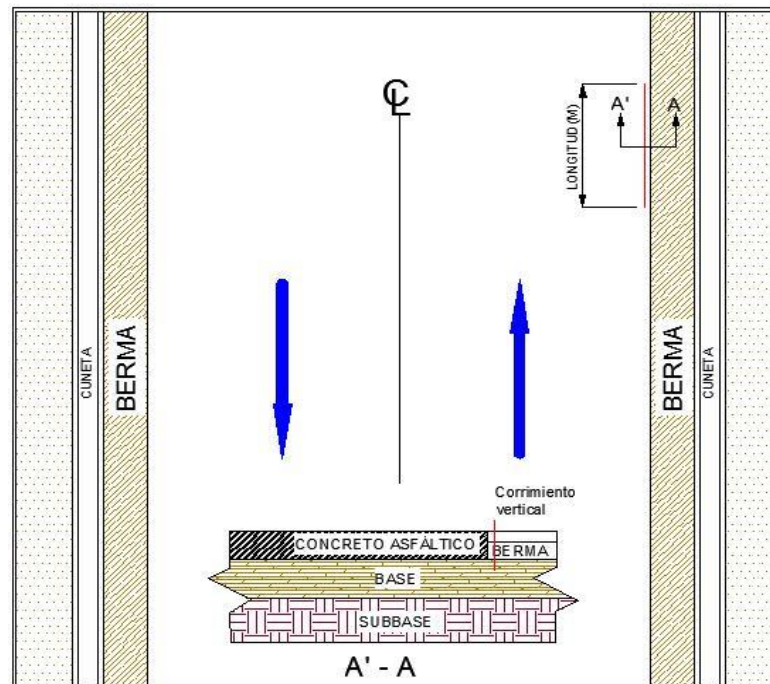 CL
A'
A
LONGITUD(M)
CUNETA
BERMA
BERMA
CUNETA
Corrimiento
vertical
CONCRETO ASFÁLTICO
BERMA
BASE
SUBBASE
A' - A